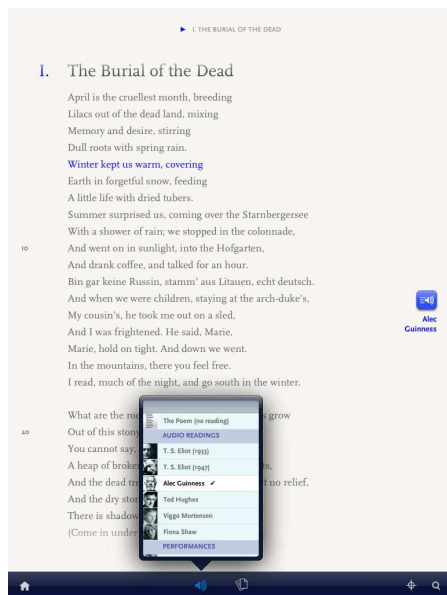 ► I. THE BURIAL OF THE DEAD
I. The Burial of the Dead
April is the cruellest month, breeding
Lilacs out of the dead land, mixing
Memory and desire, stirring
Dull roots with spring rain.
Winter kept us warm, covering
Earth in forgetful snow, feeding
A little life with dried tubers.
Summer surprised us, coming over the Starnbergersee
With a shower of rain; we stopped in the colonnade,
10 And went on in sunlight, into the Hofgarten,
And drank coffee, and talked for an hour.
Bin gar keine Russin, stamm' aus Litauen, echt deutsch.
And when we were children, staying at the arch-duke's,
My cousin's, he took me out on a sled,
And I was frightened. He said, Marie,
Marie, hold on tight. And down we went.
In the mountains, there you feel free.
I read, much of the night, and go south in the winter.
What are the roo s grow
20 Out of this stony
You cannot say,
A heap of broken ts,
And the dead tre t no relief,
And the dry ston
There is shadow
(Come in under
Alec
Guinness
The Poem (no reading)
AUDIO READINGS
T. S. Eliot (1933)
T. S. Eliot (1947)
Alec Guinness ✔
Ted Hughes
Viggo Mortensen
Fiona Shaw
PERFORMANCES